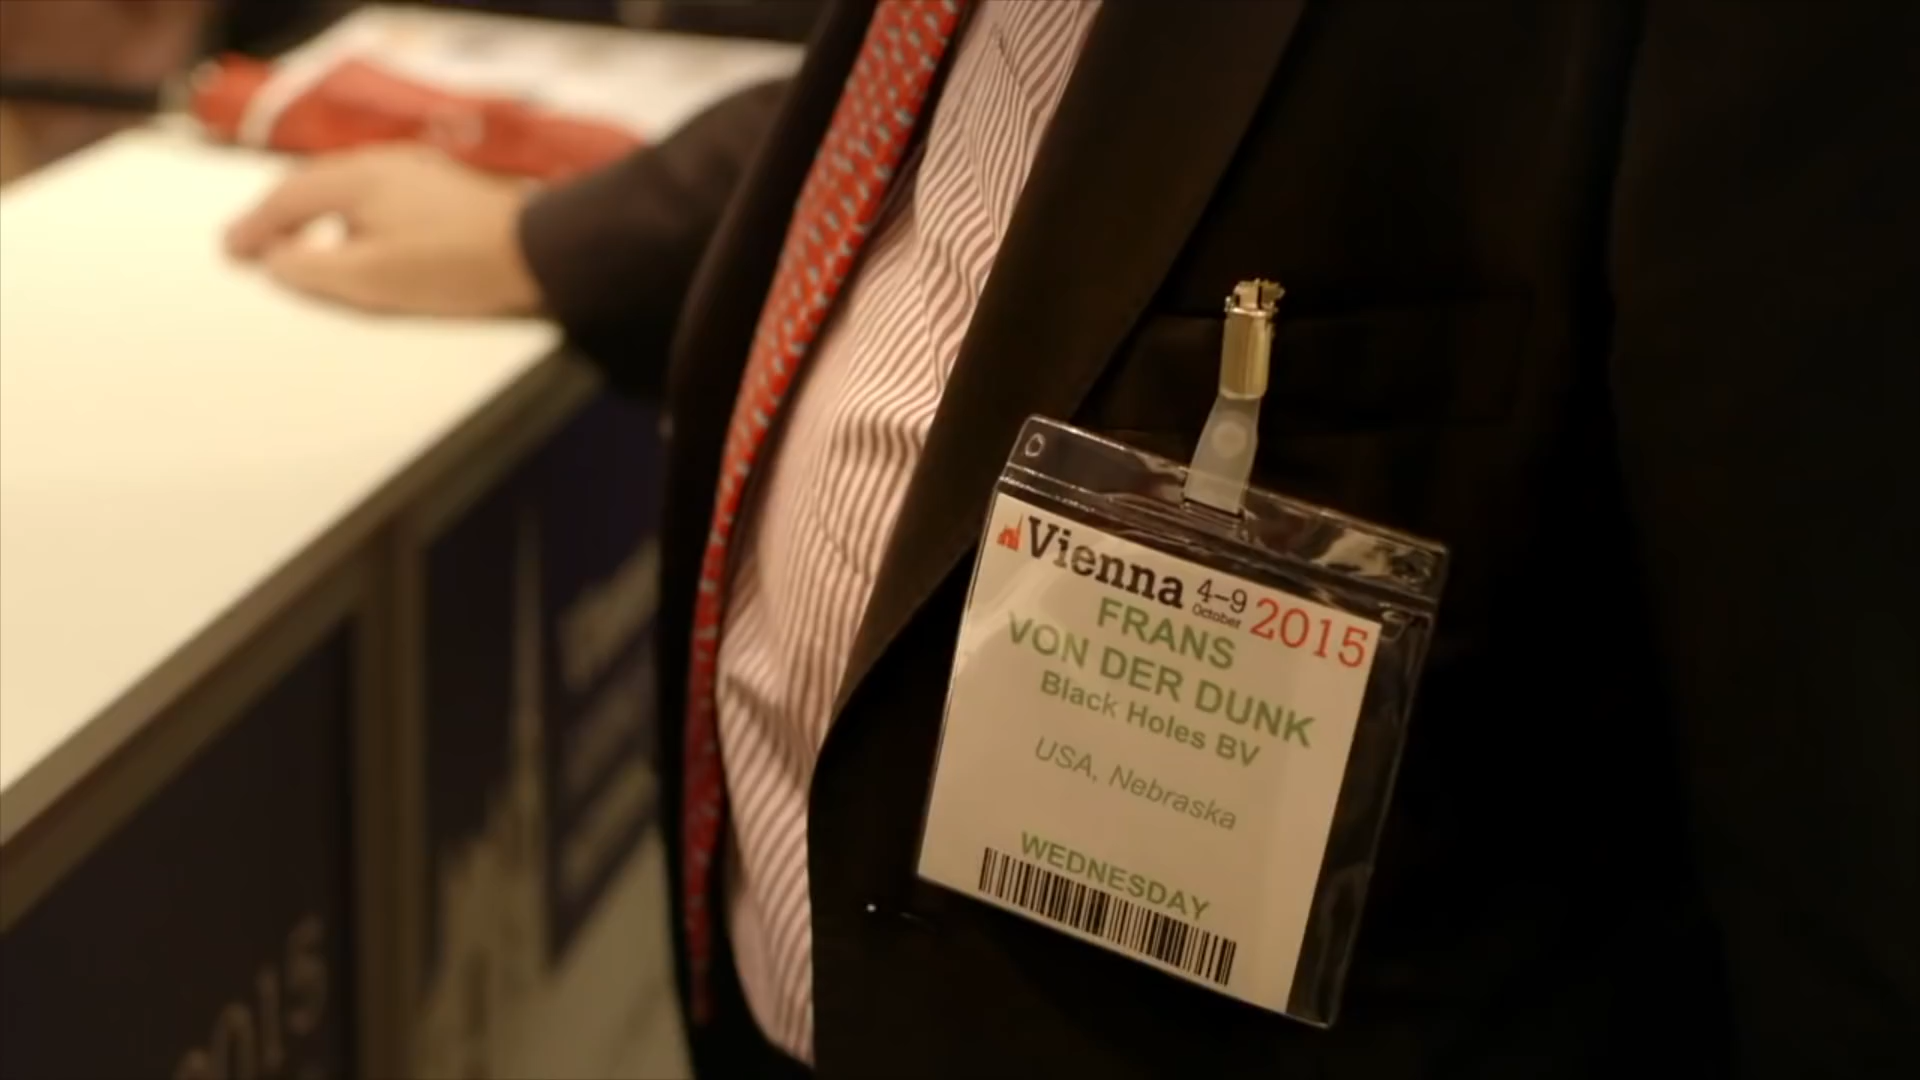 Vienna 4–9 October 2015
FRANS
VON DER DUNK
Black Holes BV
USA, Nebraska
WEDNESDAY